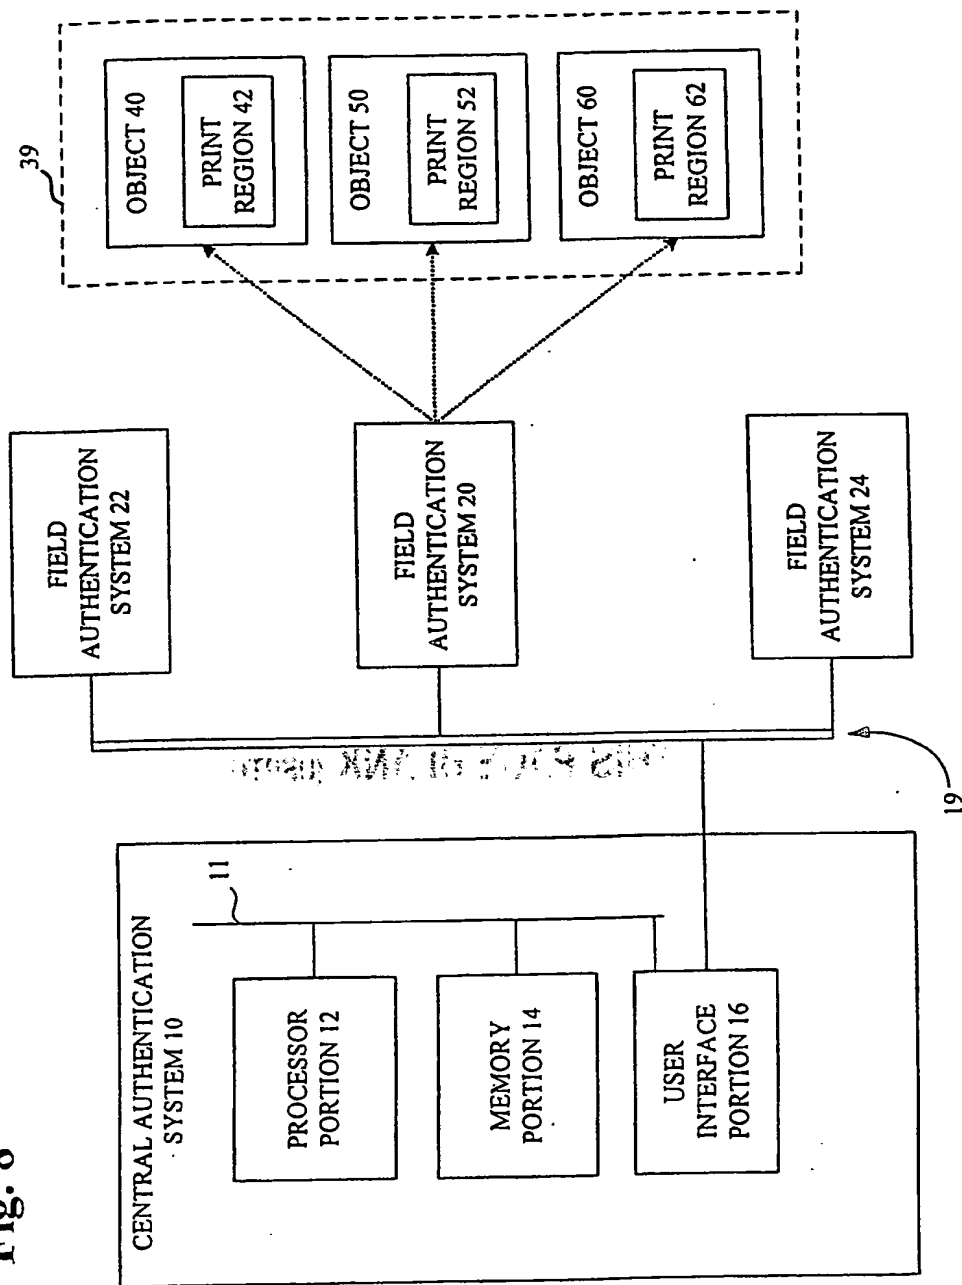 Fig. 8
CENTRAL AUTHENTICATION
SYSTEM 10
11
PROCESSOR
PORTION 12
MEMORY
PORTION 14
USER
INTERFACE
PORTION 16
19
FIELD
AUTHENTICATION
SYSTEM 22
FIELD
AUTHENTICATION
SYSTEM 20
FIELD
AUTHENTICATION
SYSTEM 24
39
OBJECT 40
PRINT
REGION 42
OBJECT 50
PRINT
REGION 52
OBJECT 60
PRINT
REGION 62